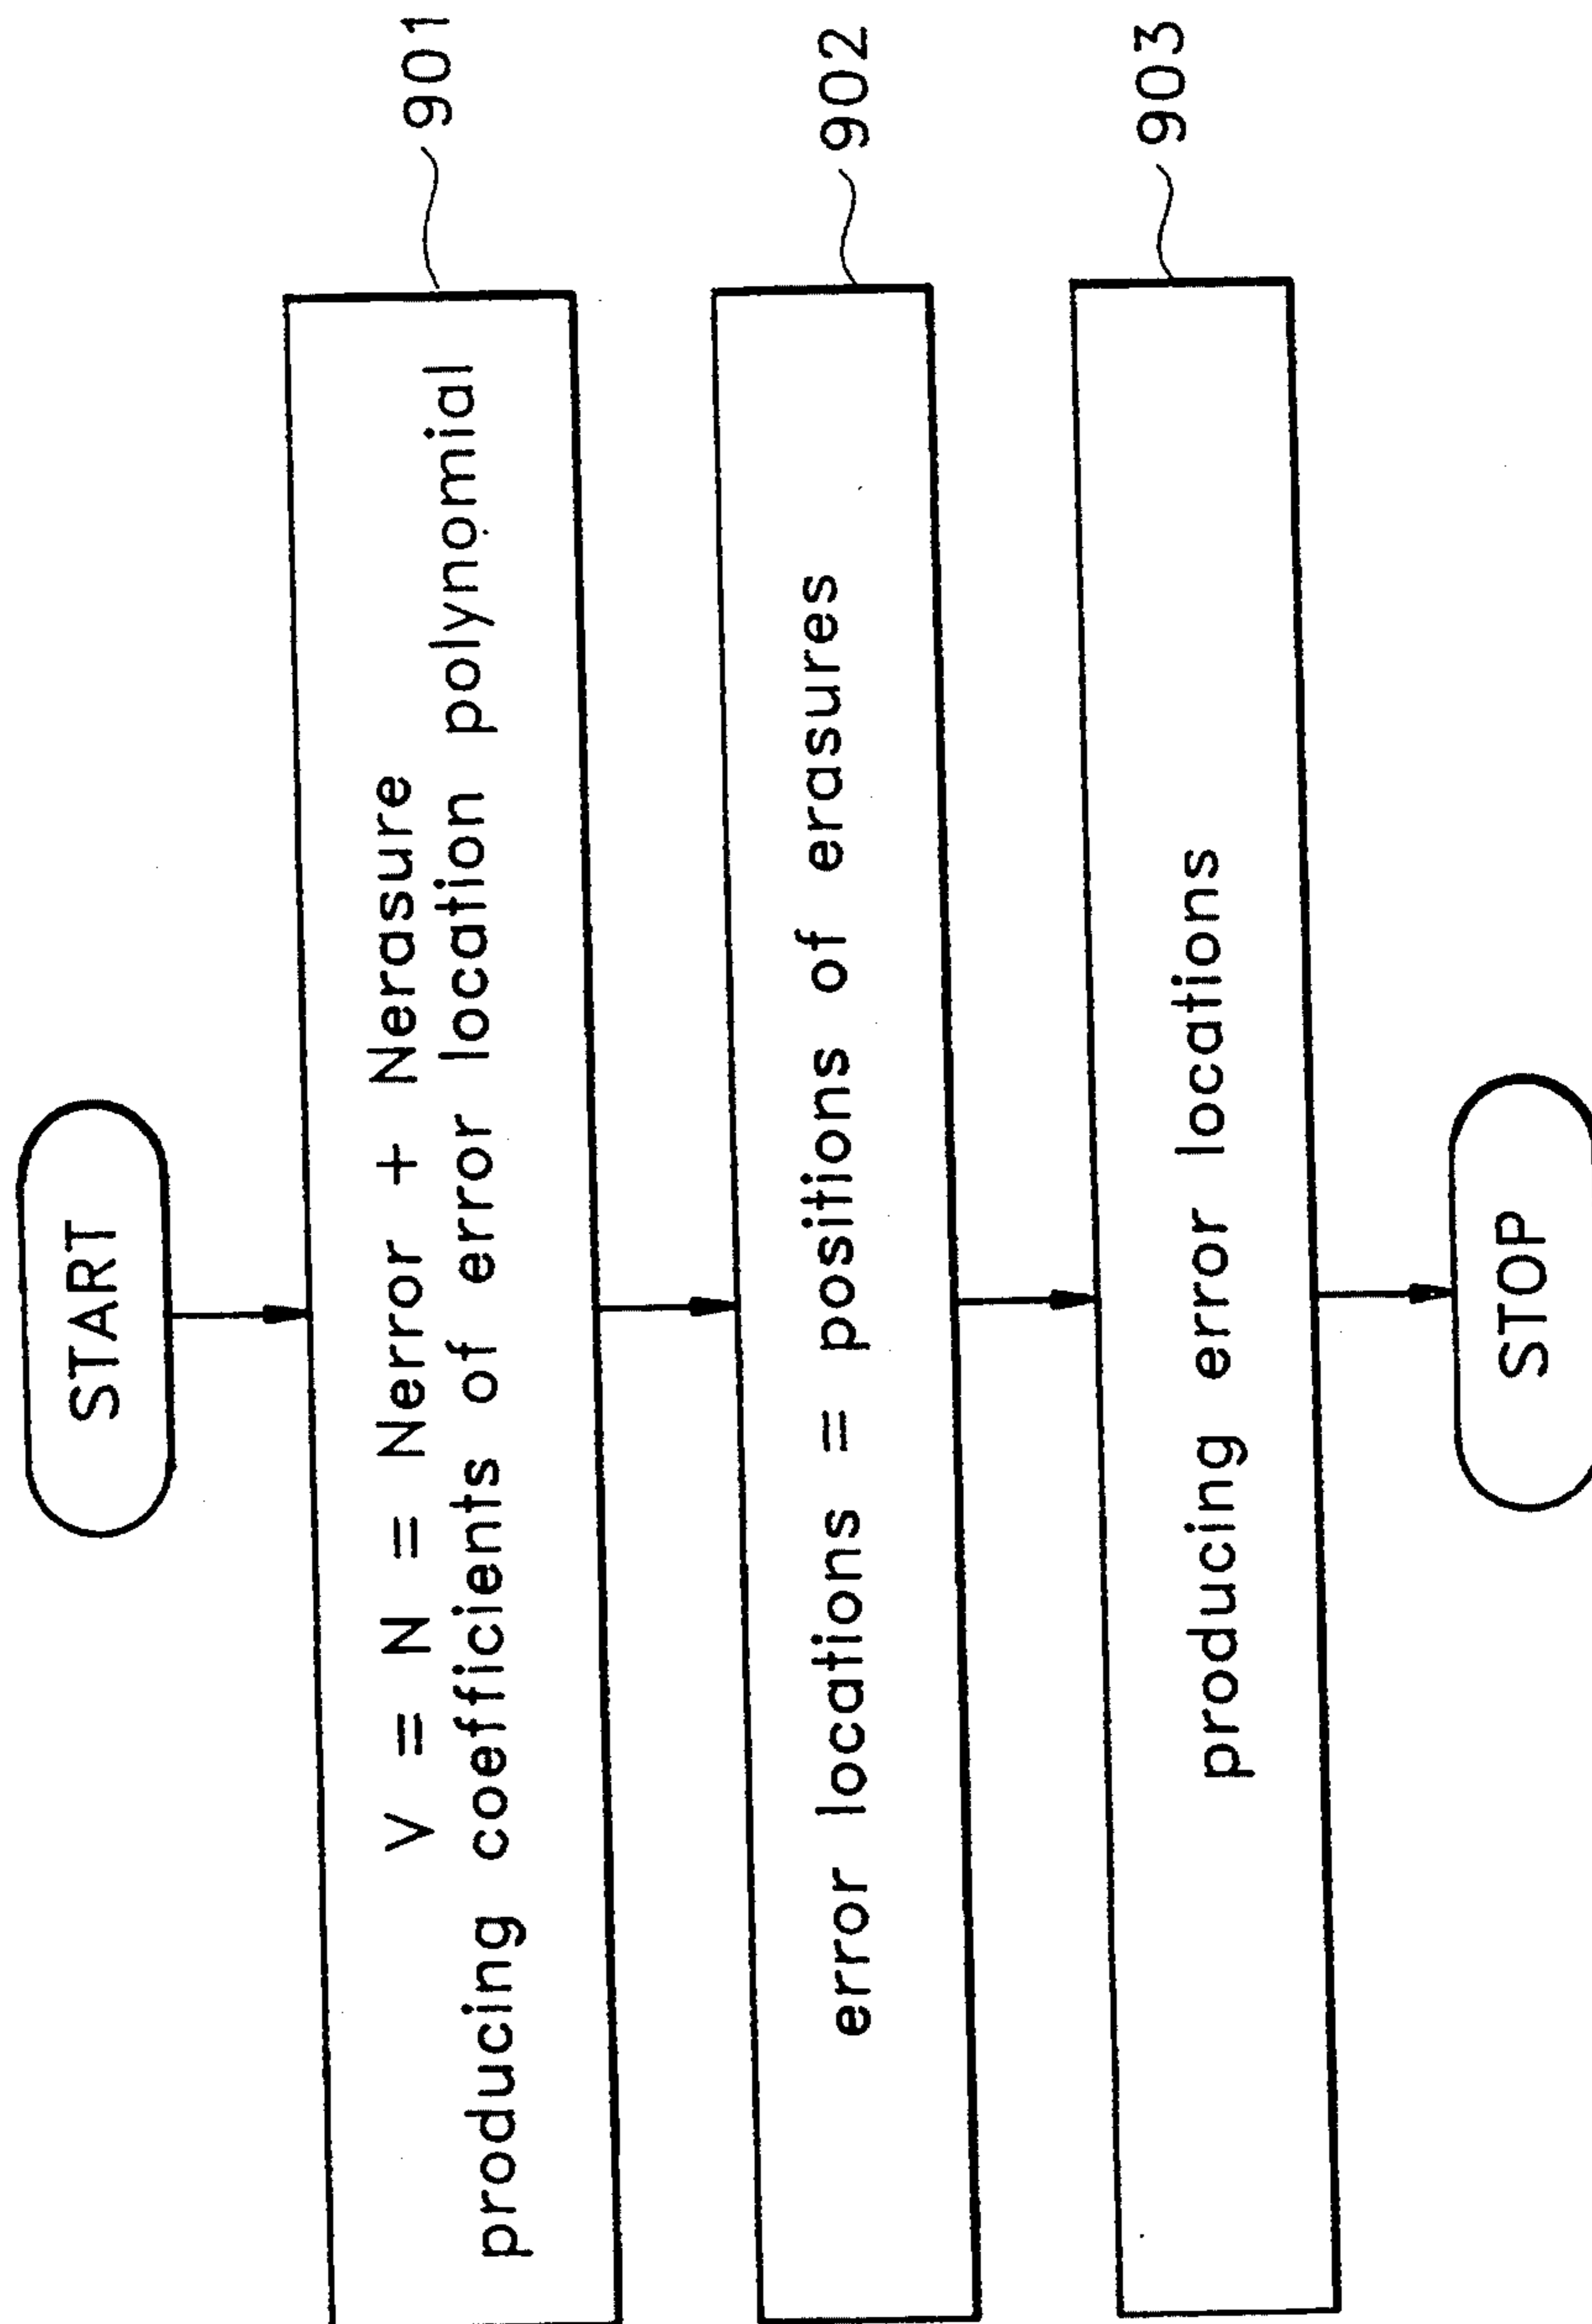 START
V = N = Nerror + Nerasure
producing coefficients of error location polynomial
901
error locations = positions of erasures
902
producing error locations
903
STOP